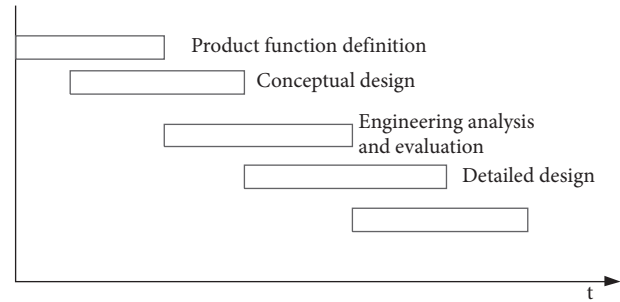 Product function definition
Conceptual design
Engineering analysis
and evaluation
Detailed design
t